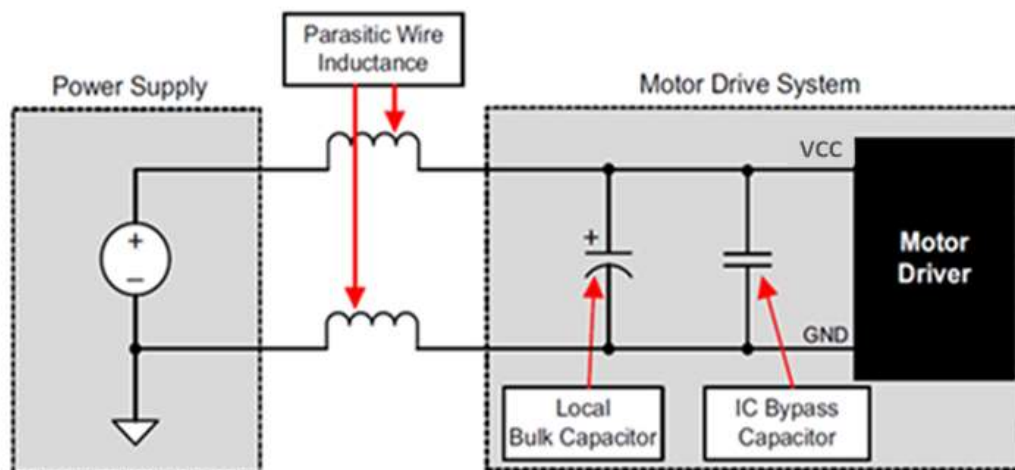 Parasitic Wire
Inductance
Power Supply
Motor Drive System
VCC
+
+
Motor
Driver
–
GND
Local
Bulk Capacitor
IC Bypass
Capacitor